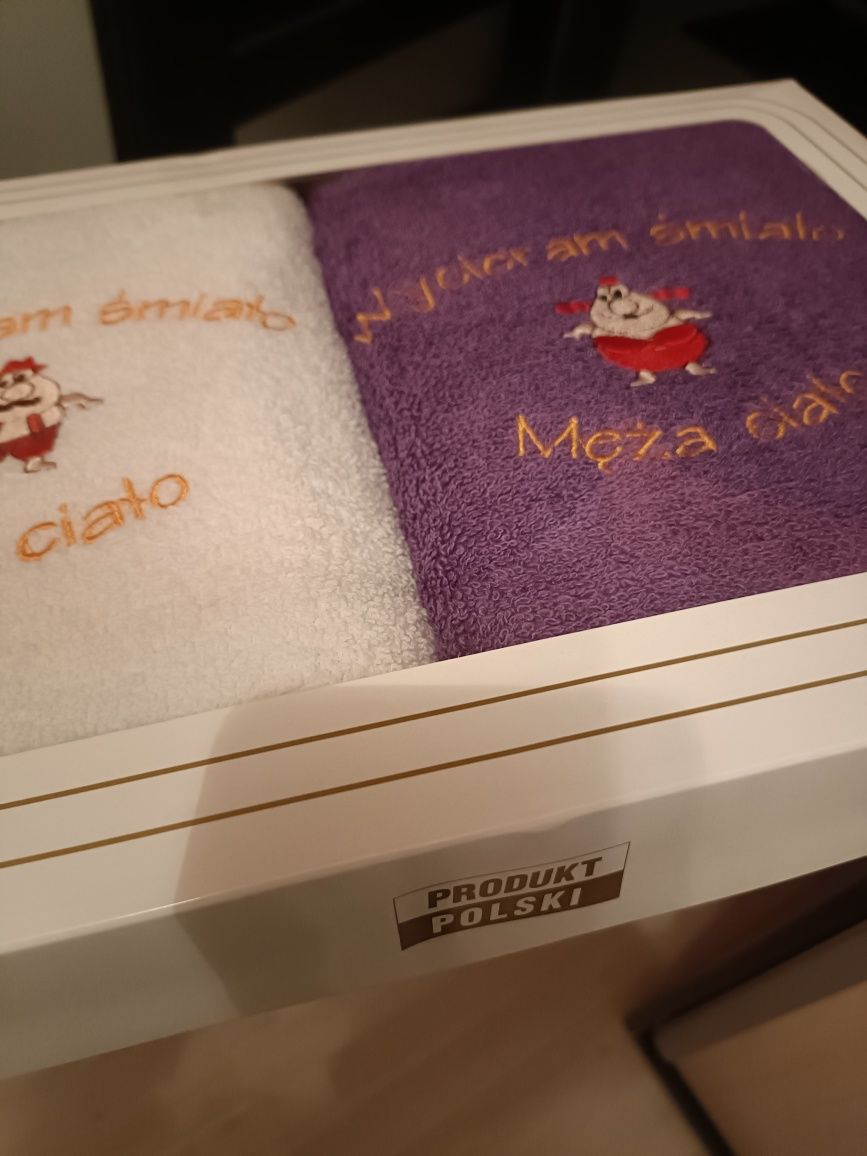 am śmiało
ciało
Wycieram śmiało
Męża ciało
PRODUKT
POLSKI